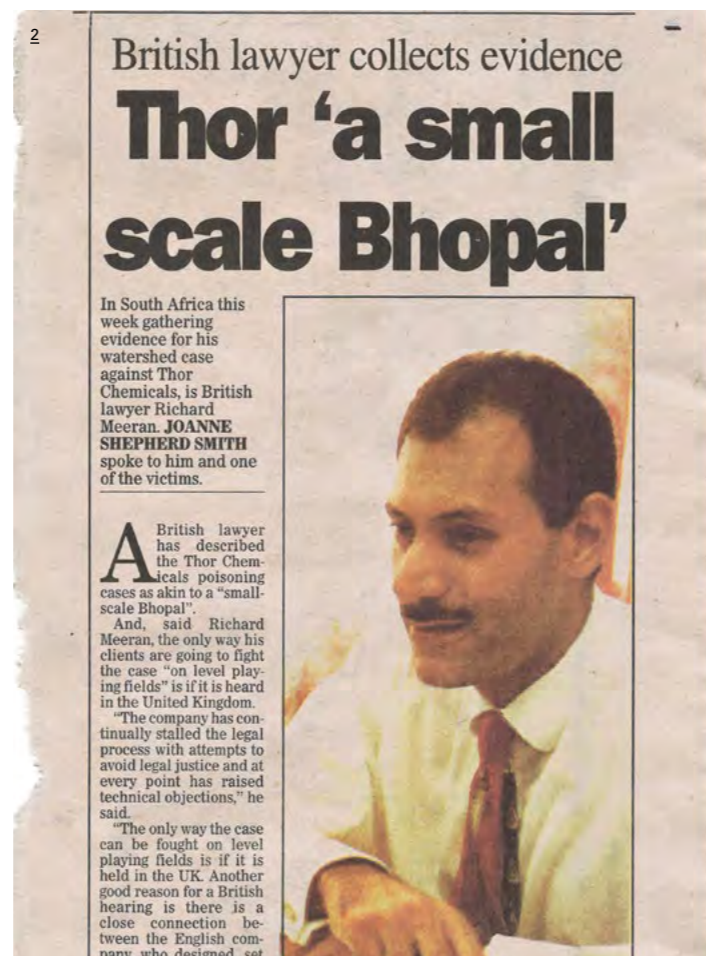 2
British lawyer collects evidence
Thor ‘a small
scale Bhopal’
In South Africa this
week gathering
evidence for his
watershed case
against Thor
Chemicals, is British
lawyer Richard
Meeran. JOANNE
SHEPHERD SMITH
spoke to him and one
of the victims.
A British lawyer
has described
the Thor Chem-
icals poisoning
cases as akin to a “small-
scale Bhopal”.
And, said Richard
Meeran, the only way his
clients are going to fight
the case “on level play-
ing fields” is if it is heard
in the United Kingdom.
“The company has con-
tinually stalled the legal
process with attempts to
avoid legal justice and at
every point has raised
technical objections,” he
said.
“The only way the case
can be fought on level
playing fields is if it is
held in the UK. Another
good reason for a British
hearing is there is a
close connection be-
tween the English com-
pany who designed, set